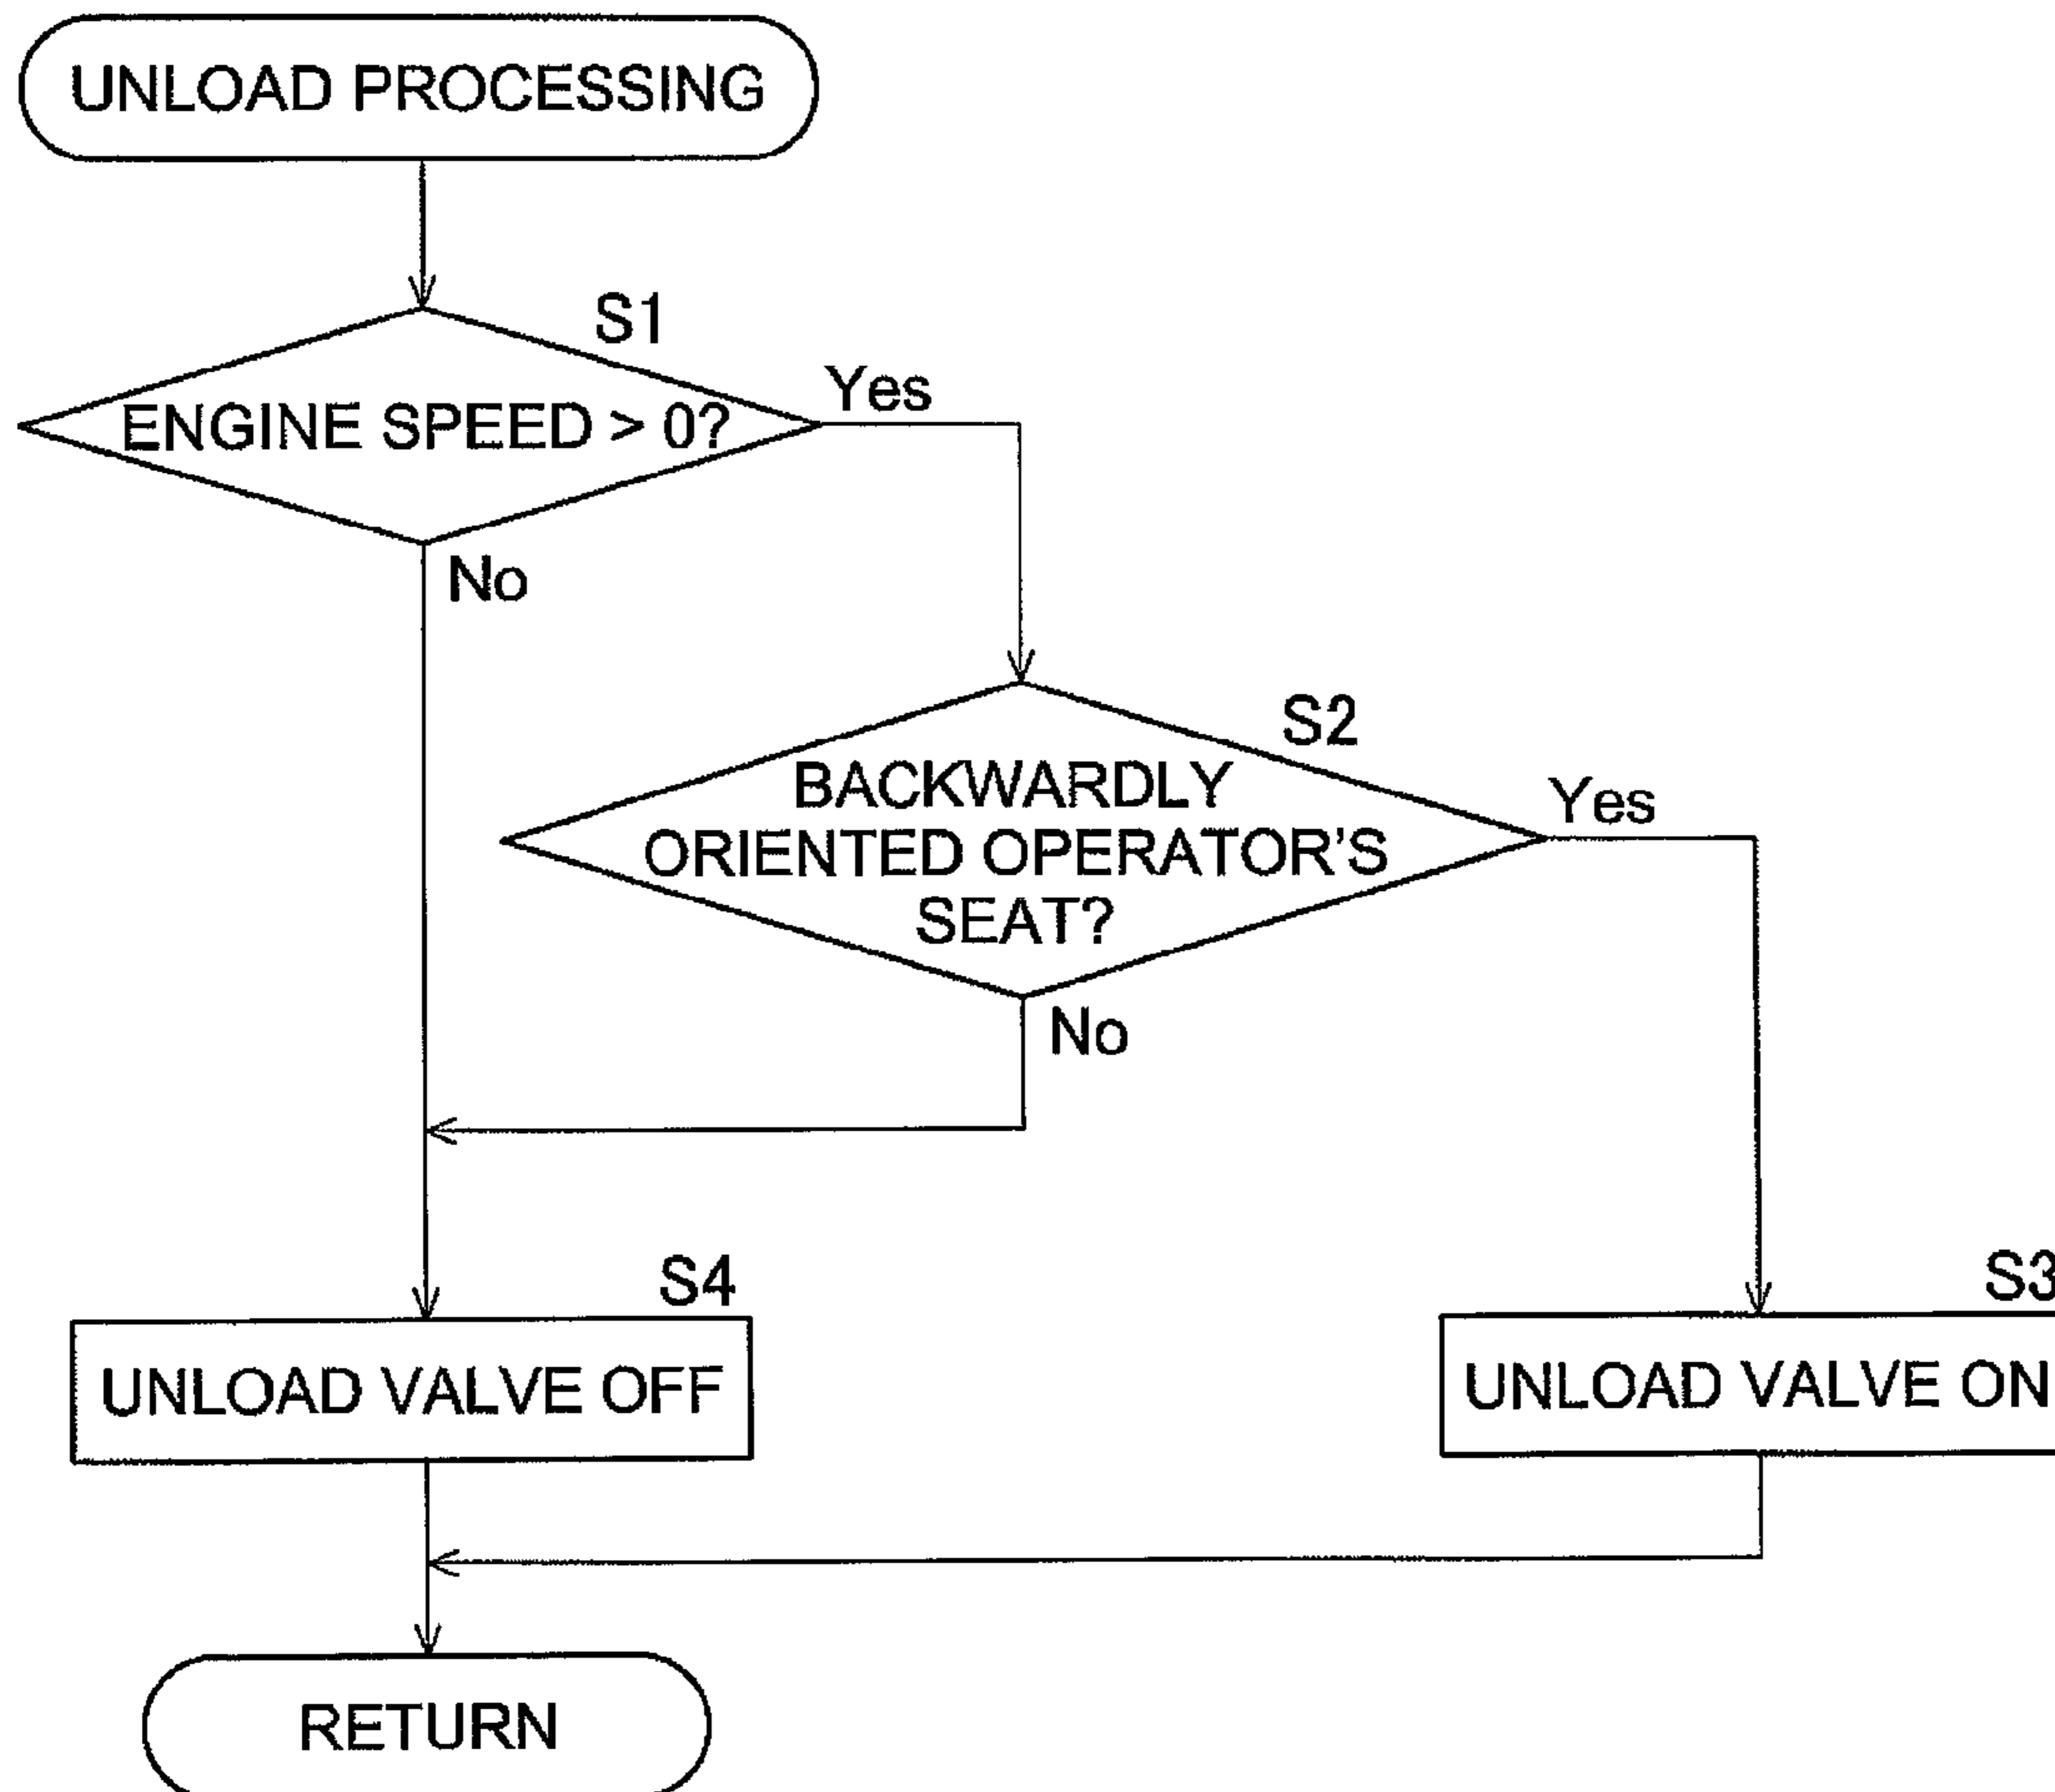 UNLOAD PROCESSING
S1
ENGINE SPEED > 0?
Yes
No
S2
BACKWARDLY
ORIENTED OPERATOR'S
SEAT?
Yes
No
S4
UNLOAD VALVE OFF
S3
UNLOAD VALVE ON
RETURN